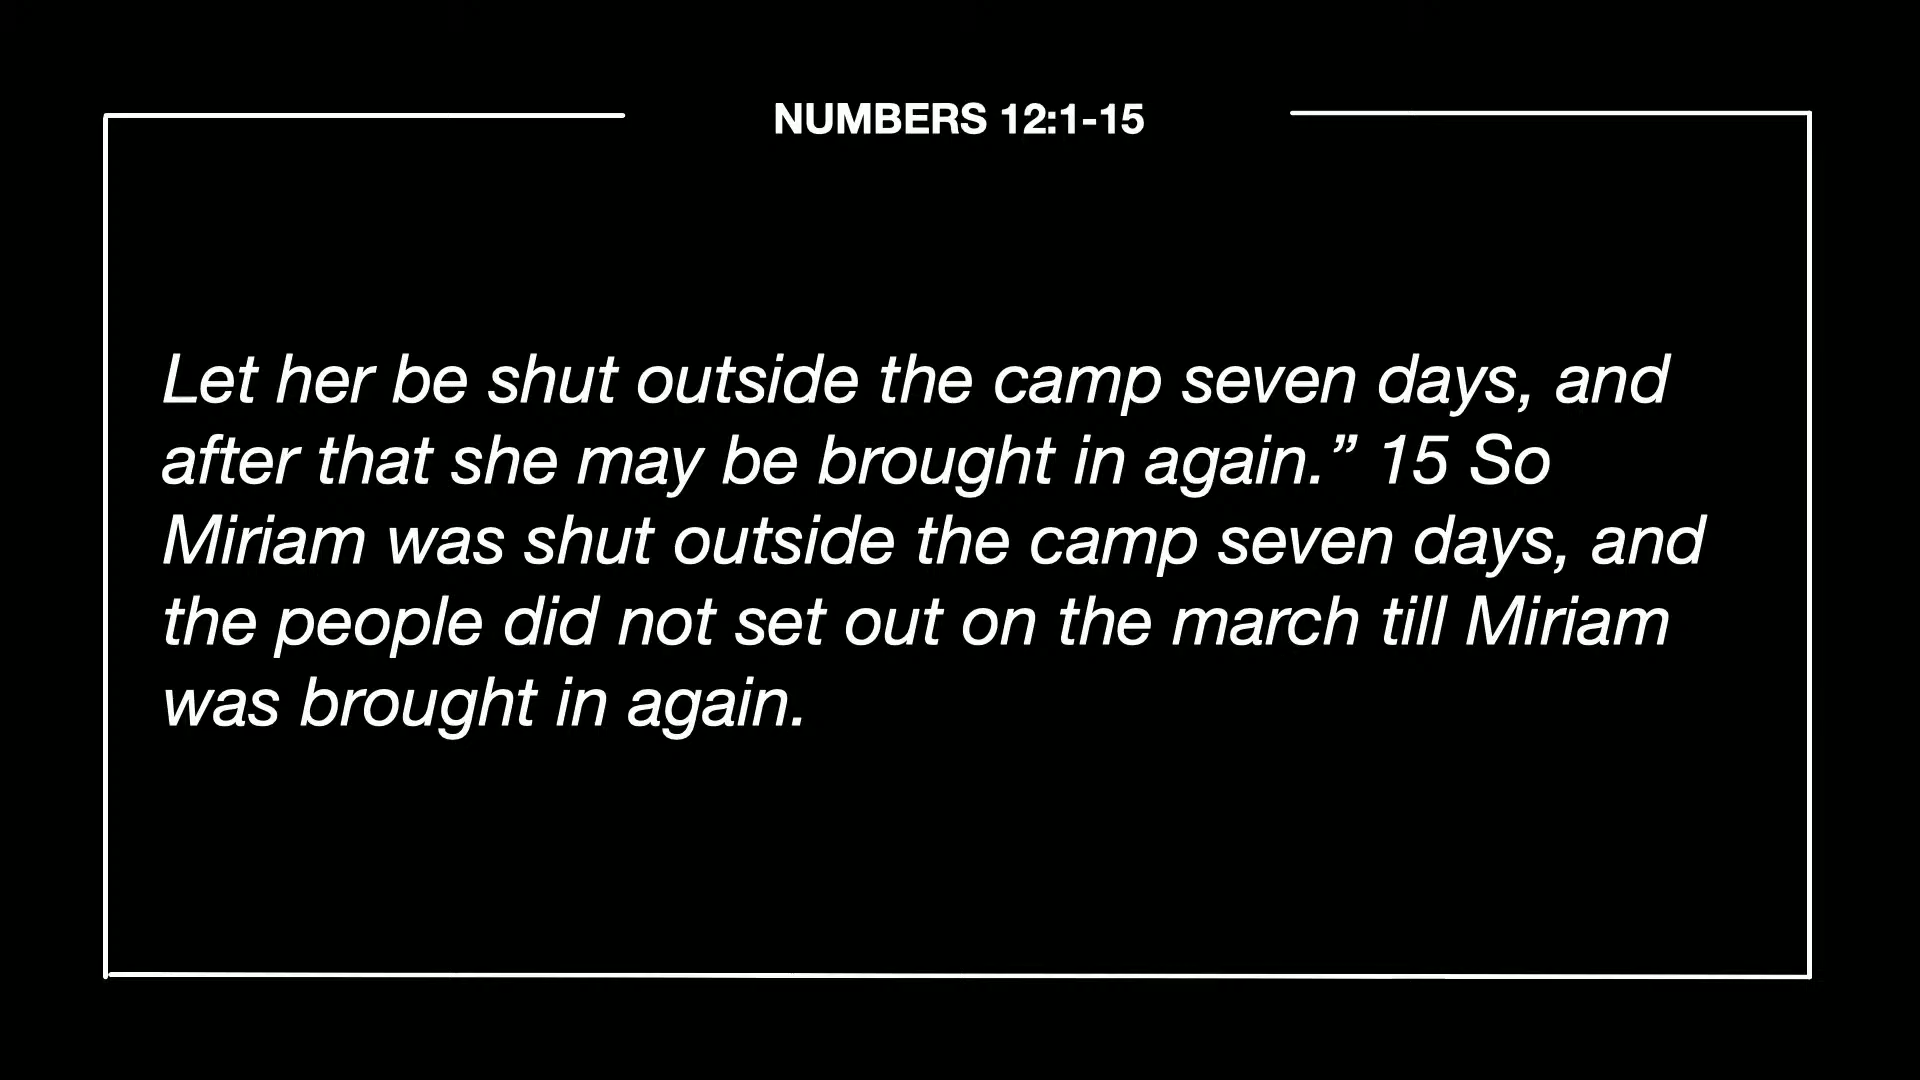 NUMBERS 12:1-15
Let her be shut outside the camp seven days, and
after that she may be brought in again.” 15 So
Miriam was shut outside the camp seven days, and
the people did not set out on the march till Miriam
was brought in again.